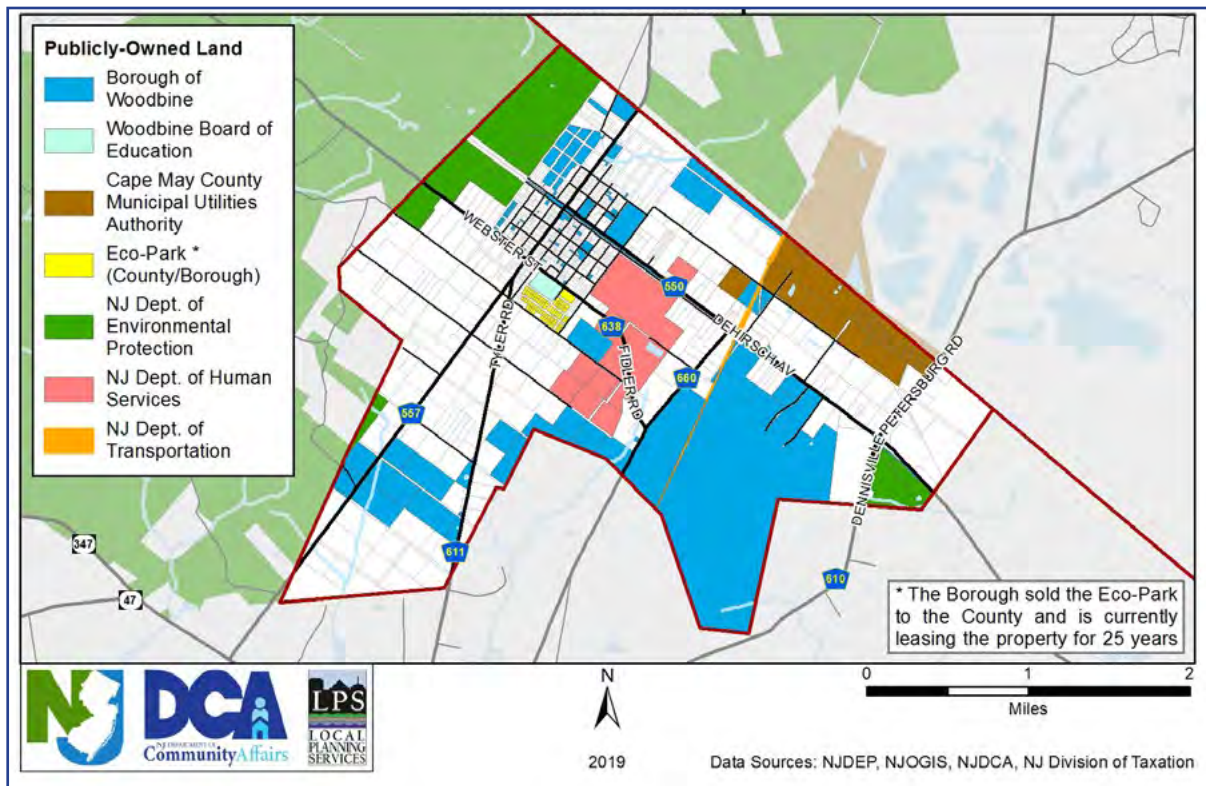 Publicly-Owned Land
Borough of
Woodbine
Woodbine Board of
Education
Cape May County
Municipal Utilities
Authority
Eco-Park *
(County/Borough)
NJ Dept. of
Environmental
Protection
NJ Dept. of Human
Services
NJ Dept. of
Transportation
WEBSTER ST
550
638
DEHIRSCH AV
TYLER RD
FIDLER RD
660
557
DENNISVILLE PETERSBURG RD
347
611
47
610
* The Borough sold the Eco-Park
to the County and is currently
leasing the property for 25 years
NJ
DCA
NJ DEPARTMENT OF
Community Affairs
LPS
LOCAL
PLANNING
SERVICES
N
2019
0 1 2
Miles
Data Sources: NJDEP, NJOGIS, NJDCA, NJ Division of Taxation